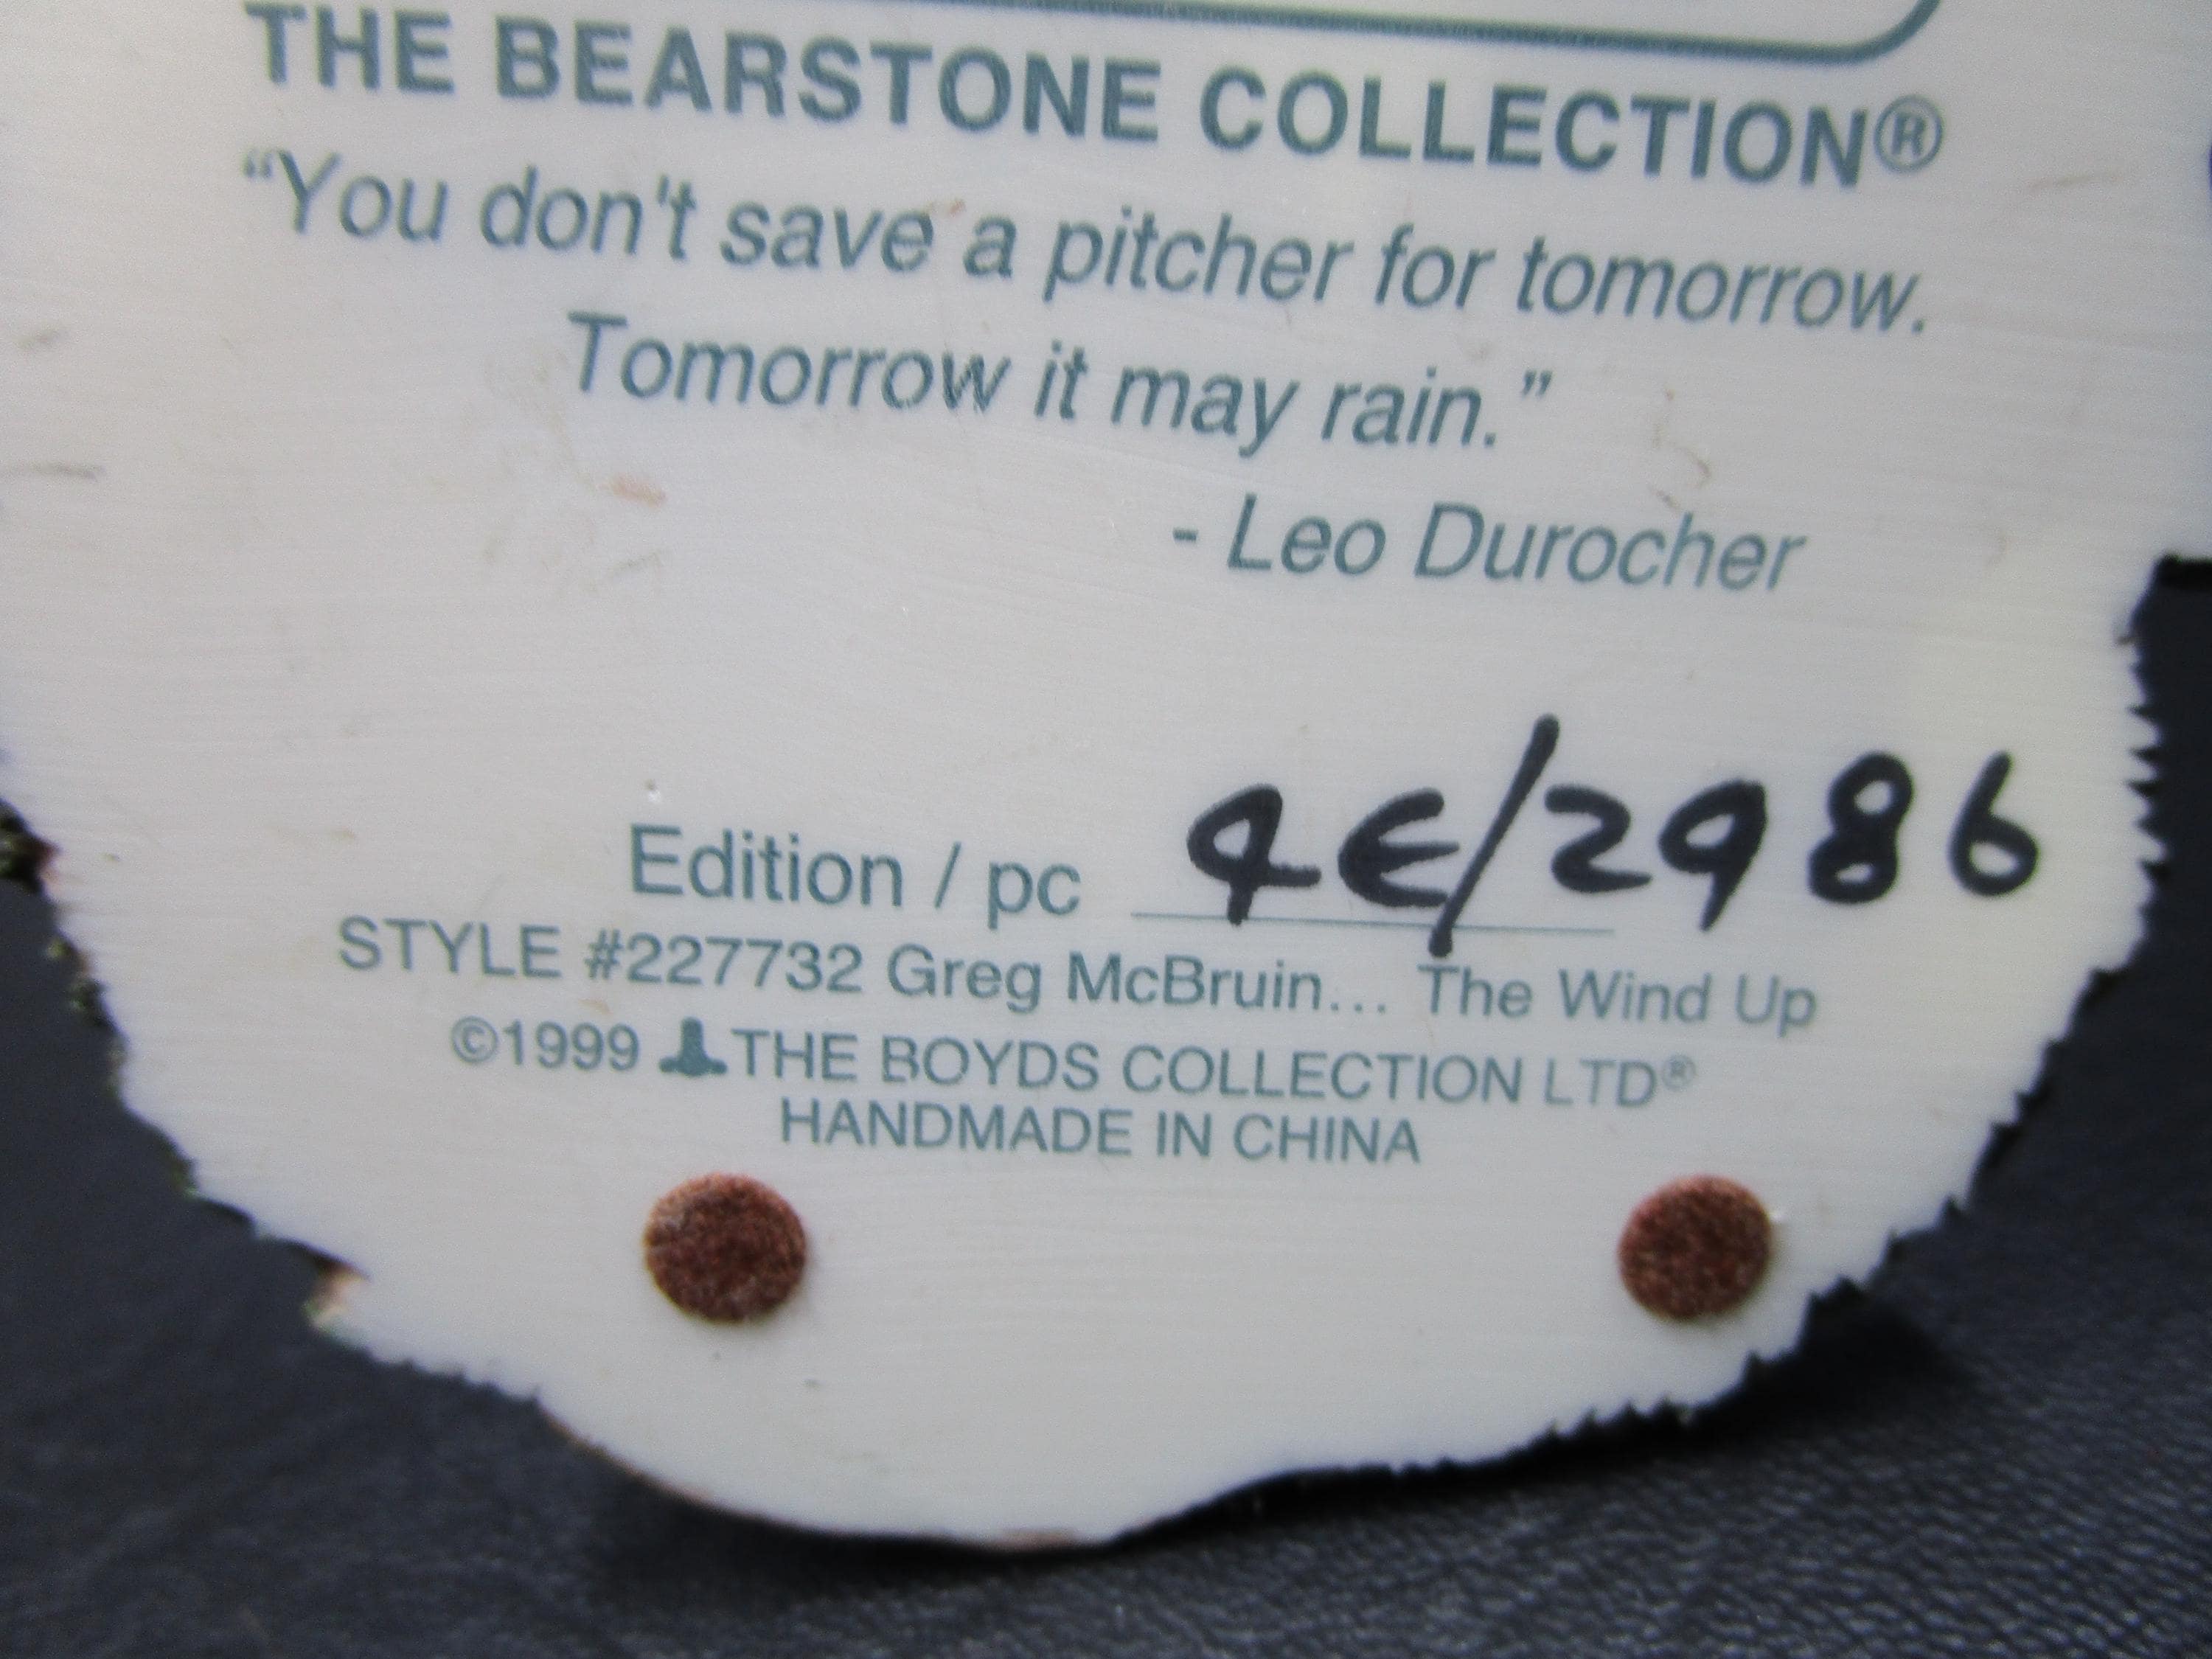 THE BEARSTONE COLLECTION®
“You don't save a pitcher for tomorrow.
Tomorrow it may rain.”
- Leo Durocher
Edition / pc 4E/2986
STYLE #227732 Greg McBruin... The Wind Up
©1999 THE BOYDS COLLECTION LTD®
HANDMADE IN CHINA